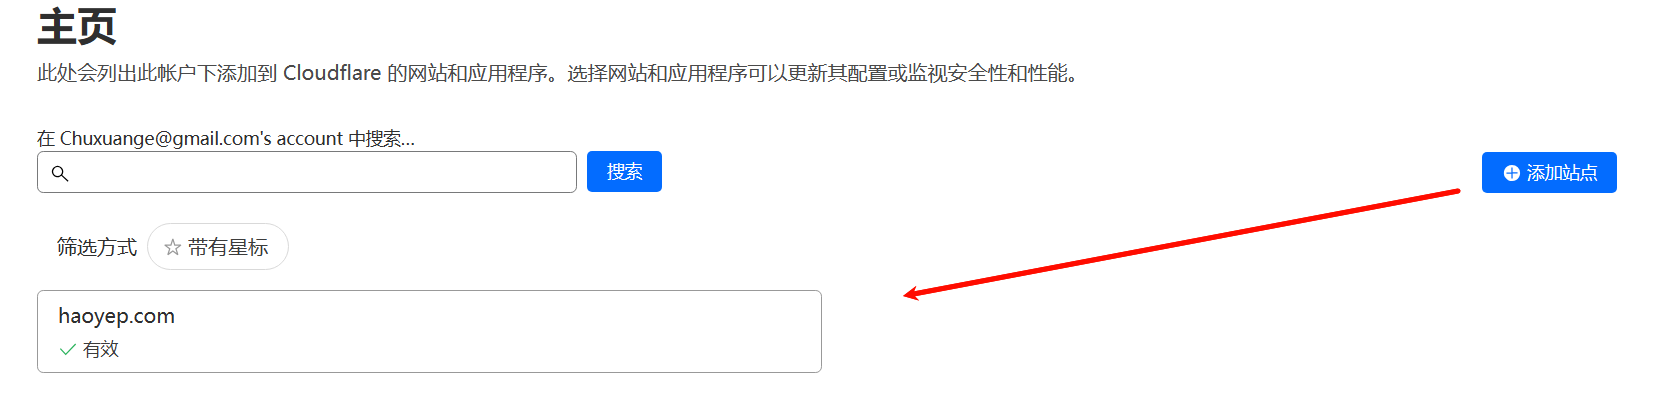 主页
此处会列出此帐户下添加到 Cloudflare 的网站和应用程序。选择网站和应用程序可以更新其配置或监视安全性和性能。
在 Chuxuange@gmail.com's account 中搜索...
搜索
添加站点
筛选方式 带有星标
haoyep.com
有效